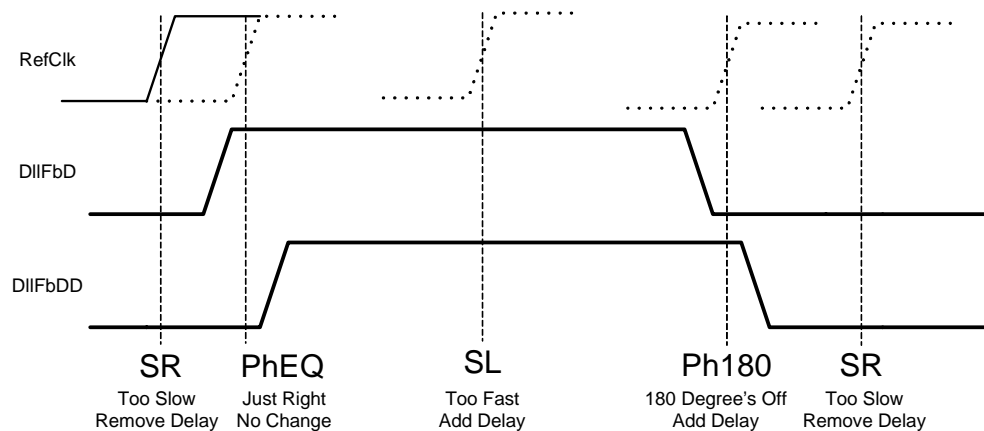 RefClk
DllFbD
DllFbDD
SR
Too Slow
Remove Delay
PhEQ
Just Right
No Change
SL
Too Fast
Add Delay
Ph180
180 Degree's Off
Add Delay
SR
Too Slow
Remove Delay